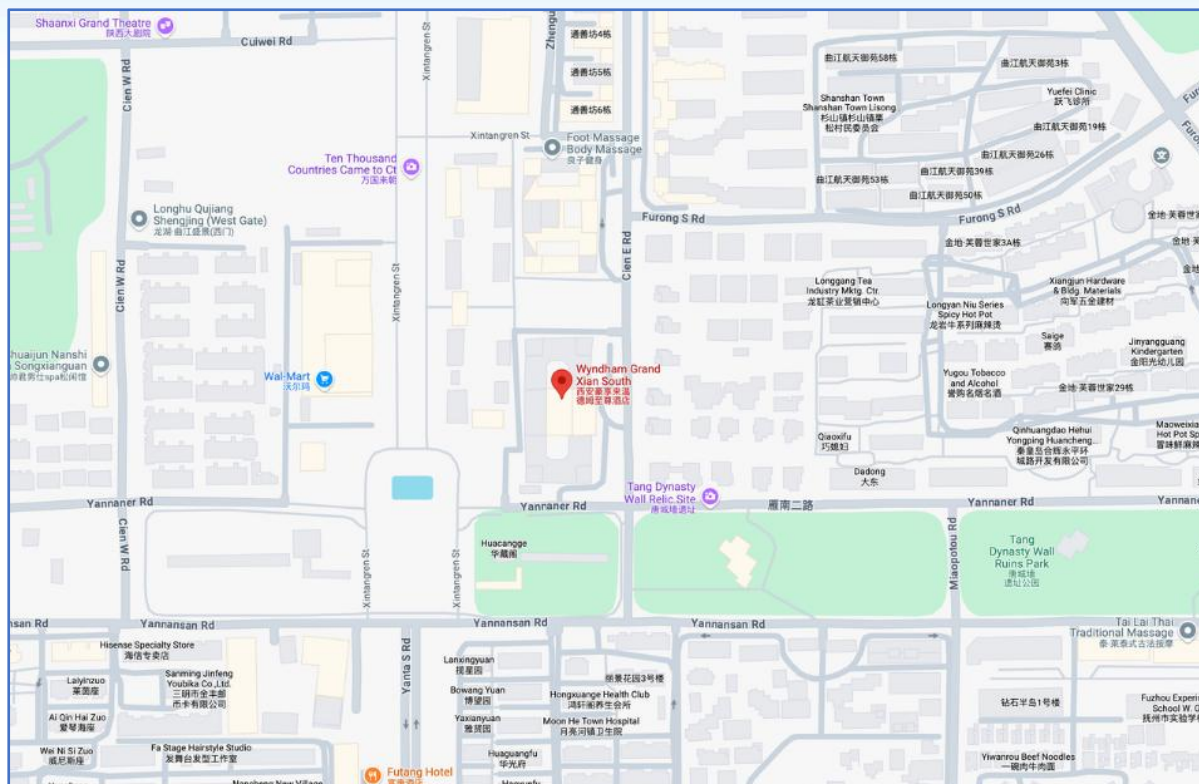 Shaanxi Grand Theatre
陕西大剧院
Cuiwei Rd
Xintangren St
通善坊4栋
通善坊5栋
通善坊6栋
曲江航天御苑58栋
曲江航天御苑3栋
Yuefei Clinic
跃飞诊所
Cien W Rd
Shanshan Town
Shanshan Town Lisong
杉山镇杉山镇栗
松村民委员会
曲江航天御苑19栋
Xintangren St
Foot Massage
Body Massage
良子健身
Ten Thousand
Countries Came to Ct
万国来朝
曲江航天御苑26栋
曲江航天御苑39栋
曲江航天御苑53栋
曲江航天御苑50栋
Longhu Qujiang
Shengjing (West Gate)
龙湖·曲江盛景(西门)
Furong S Rd
Furong S Rd
金地·芙蓉世家3A栋
Cien E Rd
Cien W Rd
Xintangren St
Longgang Tea
Industry Mktg. Ctr.
龙缸茶业营销中心
Xiangjun Hardware
& Bldg. Materials
向军五金建材
Longyan Niu Series
Spicy Hot Pot
龙岩牛系列麻辣烫
Saige
赛鸽
Jinyangguang
Kindergarten
金阳光幼儿园
Wal-Mart
沃尔玛
Wyndham Grand
Xian South
西安豪享来温
德姆至尊酒店
Yugou Tobacco
and Alcohol
誉购名烟名酒
金地·芙蓉世家29栋
Qiaoxifu
巧媳妇
Qinhuangdao Hehui
Yongping Huancheng...
秦皇岛合辉永平环
城路开发有限公司
Dadong
大东
Tang Dynasty
Wall Relic Site
唐城墙遗址
Yannaner Rd
Yannaner Rd
雁南二路
Yannaner Rd
Cien W Rd
Xintangren St
Xintangren St
Huacangge
华藏阁
Miaopotou Rd
Tang
Dynasty Wall
Ruins Park
唐城墙
遗址公园
Yannansan Rd
Yannansan Rd
Yannansan Rd
Tai Lai Thai
Traditional Massage
泰·莱泰式古法按摩
Hisense Specialty Store
海信专卖店
Laiyinzuo
莱茵座
Sanming Jinfeng
Youbika Co.,Ltd.
三明市金丰邮
币卡有限公司
Yanta S Rd
Lanxingyuan
揽星园
Bowang Yuan
博望园
Yaxianyuan
雅贤园
Hongxuange Health Club
鸿轩阁养生会所
Moon He Town Hospital
月亮河镇卫生院
Huaguangfu
华光府
丽景花园3号楼
钻石半岛1号楼
Ai Qin Hai Zuo
爱琴海座
Wei Ni Si Zuo
威尼斯座
Fa Stage Hairstyle Studio
发舞台发型工作室
Futang Hotel
Yiwanrou Beef Noodles
一碗肉牛肉面